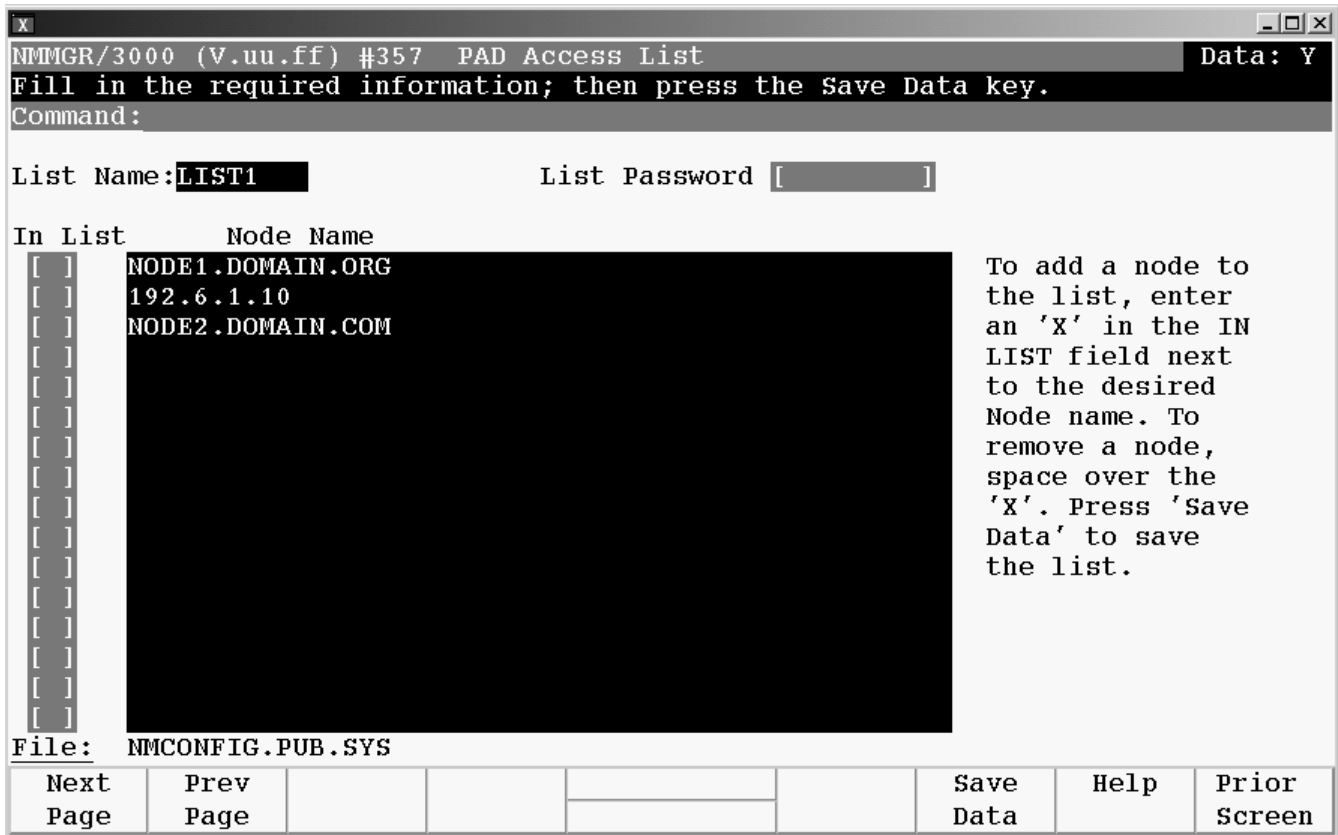 X
NMMGR/3000 (V.uu.ff) #357 PAD Access List Data: Y
Fill in the required information; then press the Save Data key.
Command:
List Name:LIST1 List Password [ ]
In List Node Name
[ ] NODE1.DOMAIN.ORG
[ ] 192.6.1.10
[ ] NODE2.DOMAIN.COM
[ ]
[ ]
[ ]
[ ]
[ ]
[ ]
[ ]
[ ]
[ ]
[ ]
[ ]
[ ]
[ ]
To add a node to
the list, enter
an 'X' in the IN
LIST field next
to the desired
Node name. To
remove a node,
space over the
'X'. Press 'Save
Data' to save
the list.
File: NMCONFIG.PUB.SYS
Next Page
Prev Page
Save Data
Help
Prior Screen